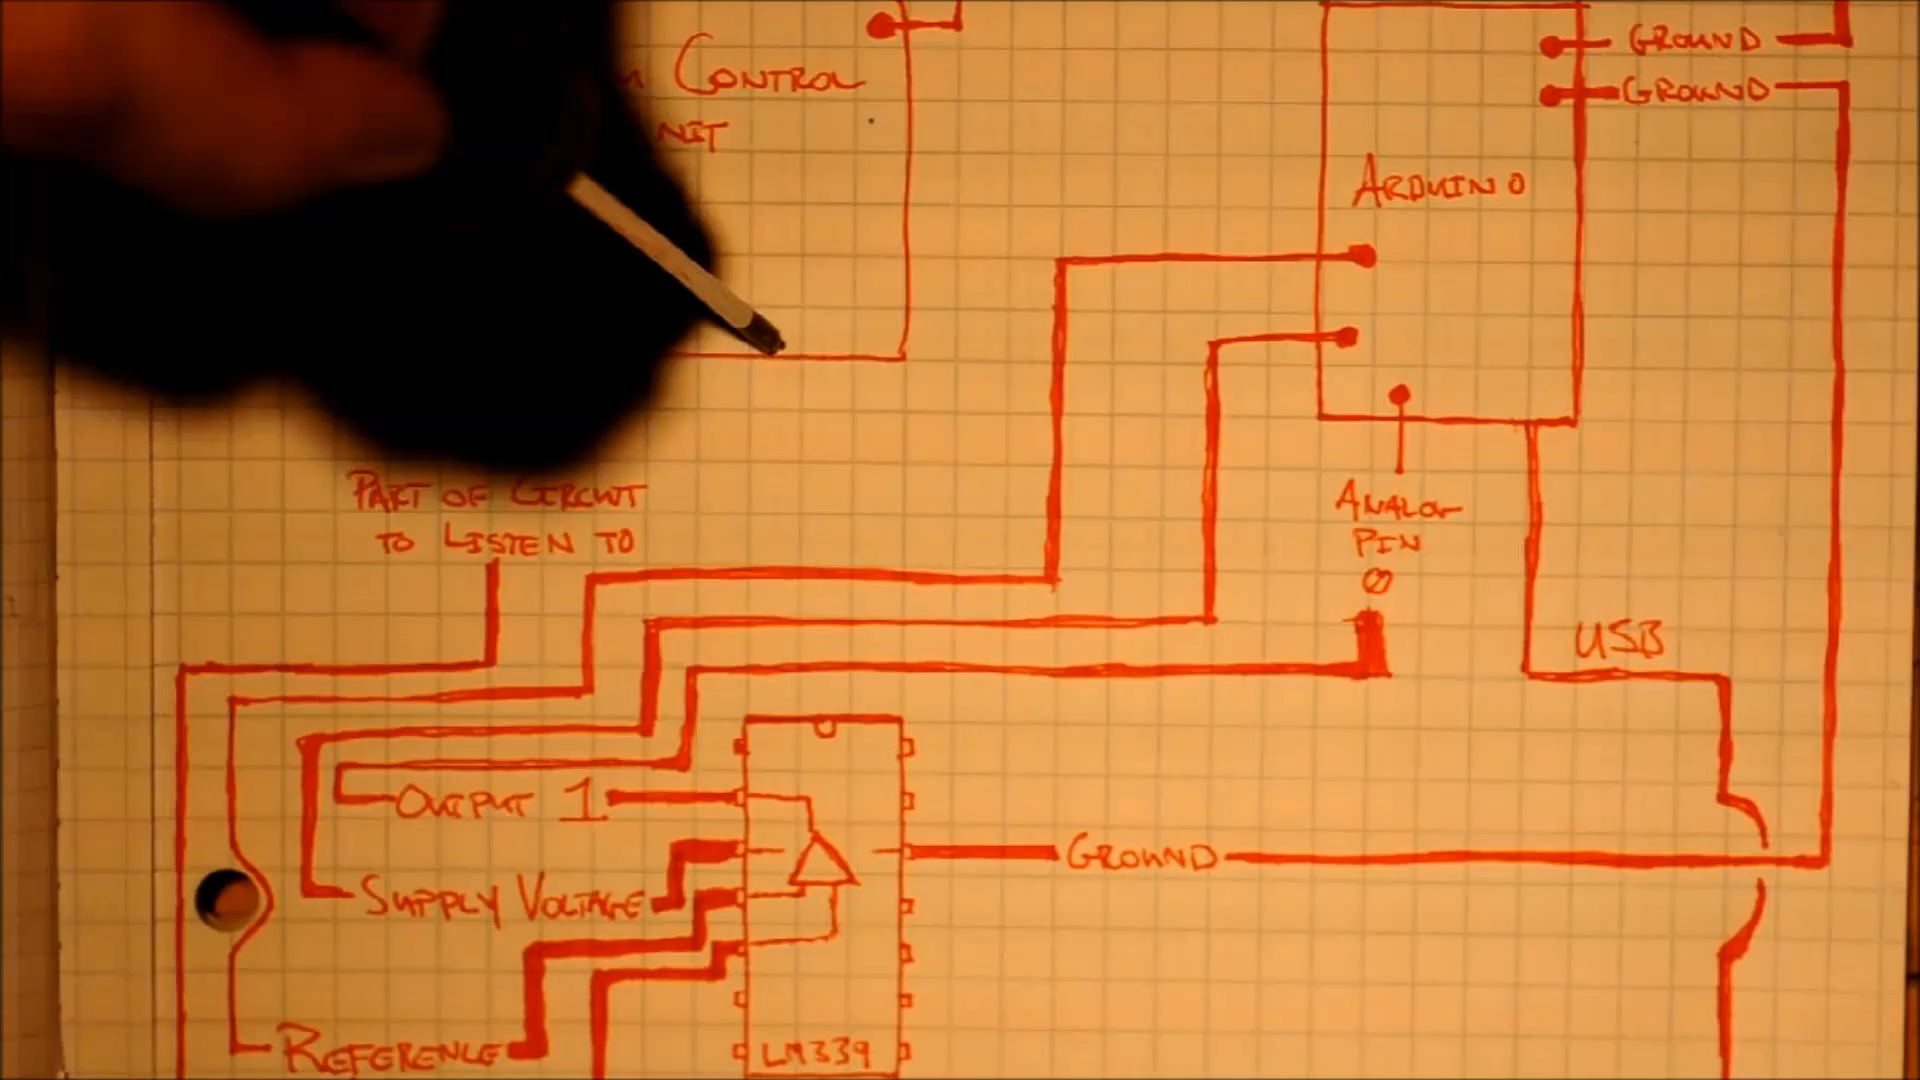 CONTROL
GROUND
GROUND
ARDUINO
PART OF CIRCUIT
TO LISTEN TO
ANALOG
PIN
0
USB
OUTPUT 1
SUPPLY VOLTAGE
GROUND
REFERENCE
LM339